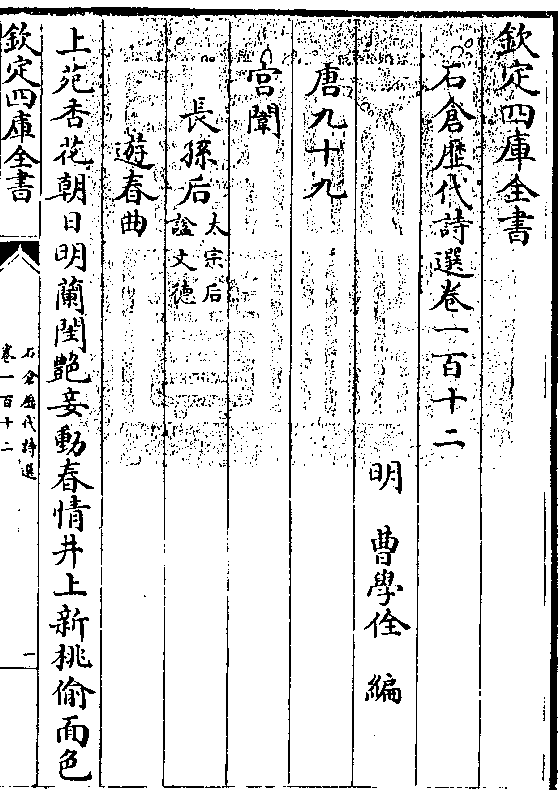 欽定四庫全書
石倉歷代詩選卷一百十二
明　曹學佺　編
唐九十九
宮闈
長孫后
太宗后
諡文德
遊春曲
上苑杏花朝日明蘭閨艶妾動春情井上新桃偷面色
欽定四庫全書
石倉歷代詩選
卷一百十二
一